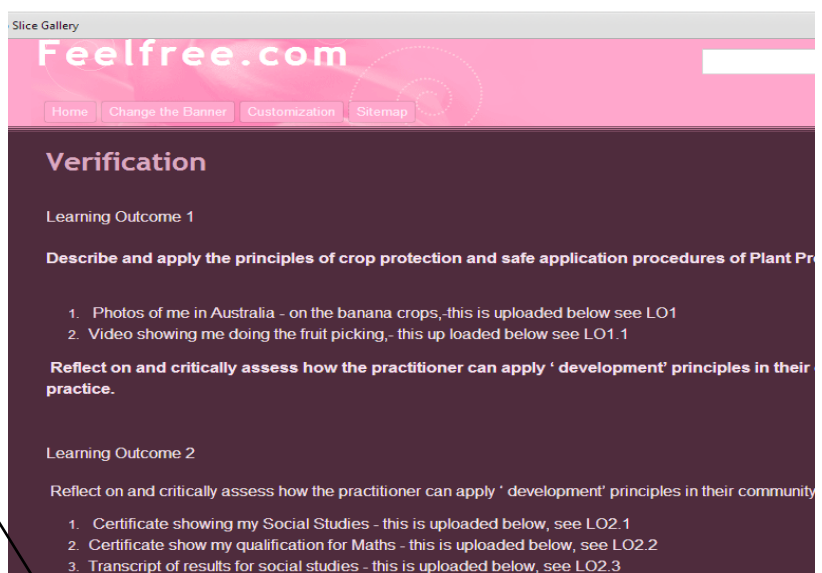 Slice Gallery
Feelfree.com
Home Change the Banner Customization Sitemap
Verification
Learning Outcome 1
Describe and apply the principles of crop protection and safe application procedures of Plant
1. Photos of me in Australia - on the banana crops,-this is uploaded below see LO1
2. Video showing me doing the fruit picking,- this up loaded below see LO1.1
Reflect on and critically assess how the practitioner can apply ‘ development’ principles in their
practice.
Learning Outcome 2
Reflect on and critically assess how the practitioner can apply ‘ development’ principles in their community
1. Certificate showing my Social Studies - this is uploaded below, see LO2.1
2. Certificate show my qualification for Maths - this is uploaded below, see LO2.2
3. Transcript of results for social studies - this is uploaded below, see LO2.3